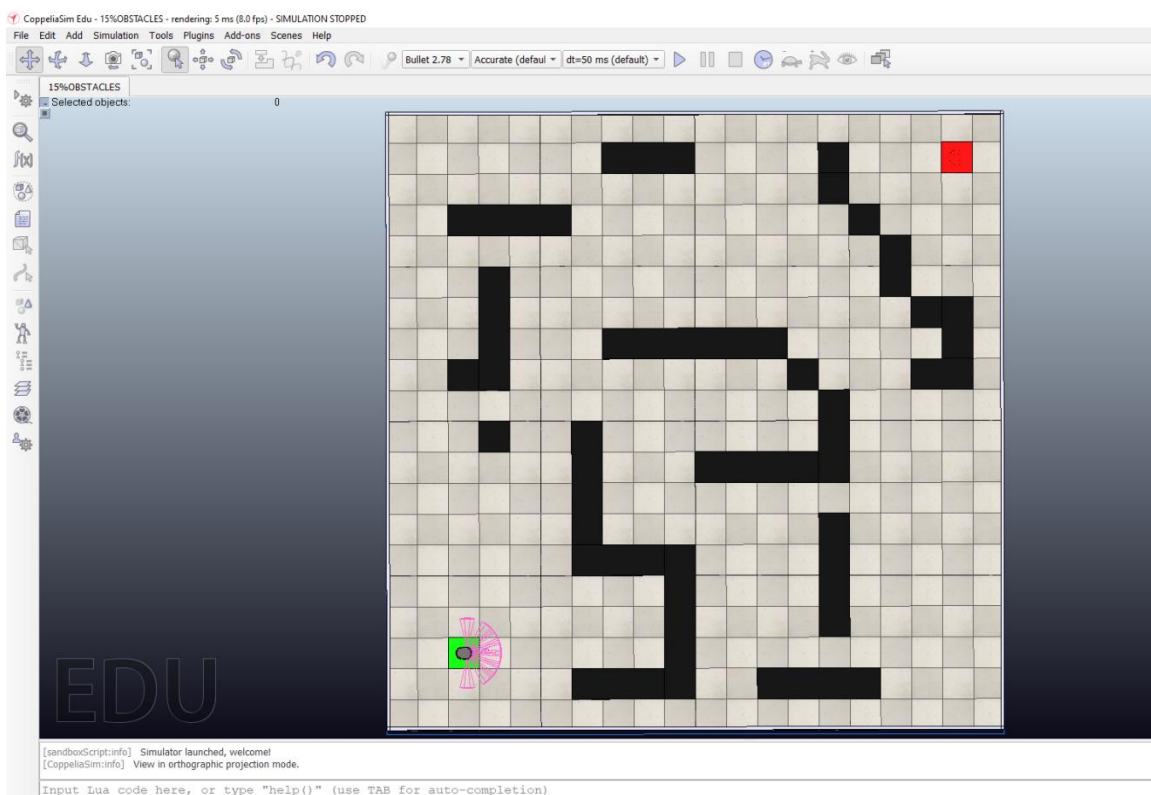 CoppeliaSim Edu - 15%OBSTACLES - rendering: 5 ms (8.0 fps) - SIMULATION STOPPED
File Edit Add Simulation Tools Plugins Add-ons Scenes Help
Bullet 2.78 Accurate (defaul dt=50 ms (default)
15%OBSTACLES
Selected objects: 0
f(x)
EDU
[sandboxScript:info] Simulator launched, welcome!
[CoppeliaSim:info] View in orthographic projection mode.
Input Lua code here, or type "help()" (use TAB for auto-completion)